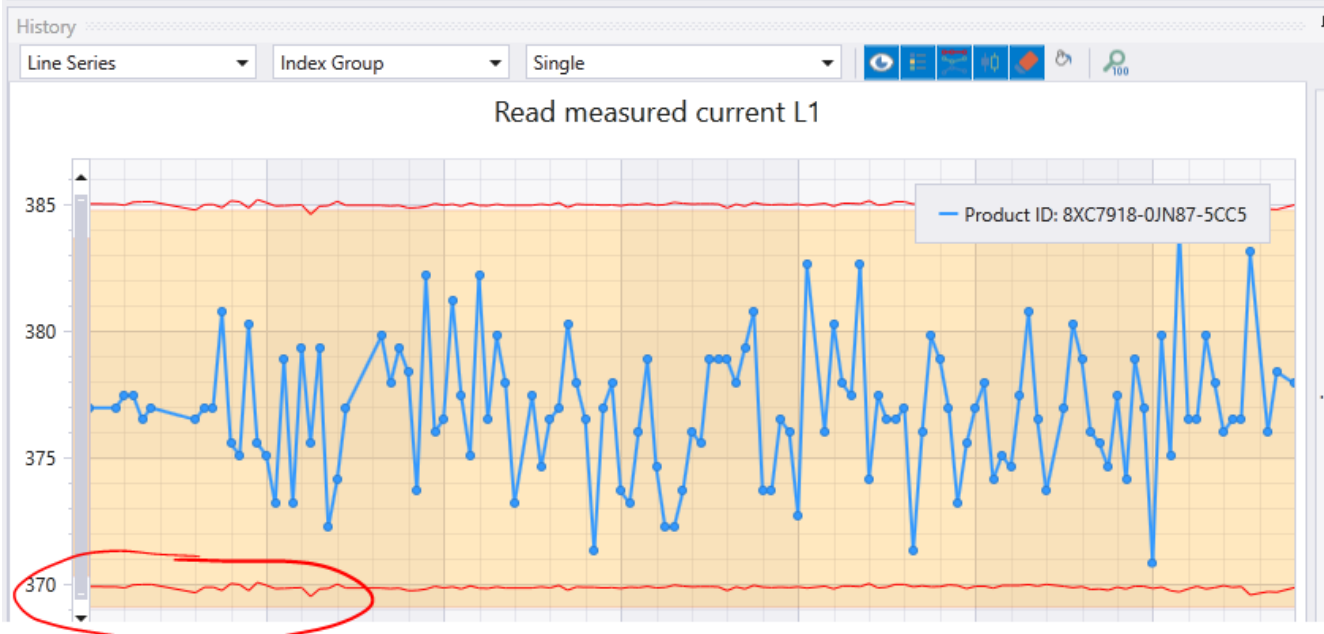 History
Line Series
Index Group
Single
100
Read measured current L1
385
Product ID: 8XC7918-0JN87-5CC5
380
375
370